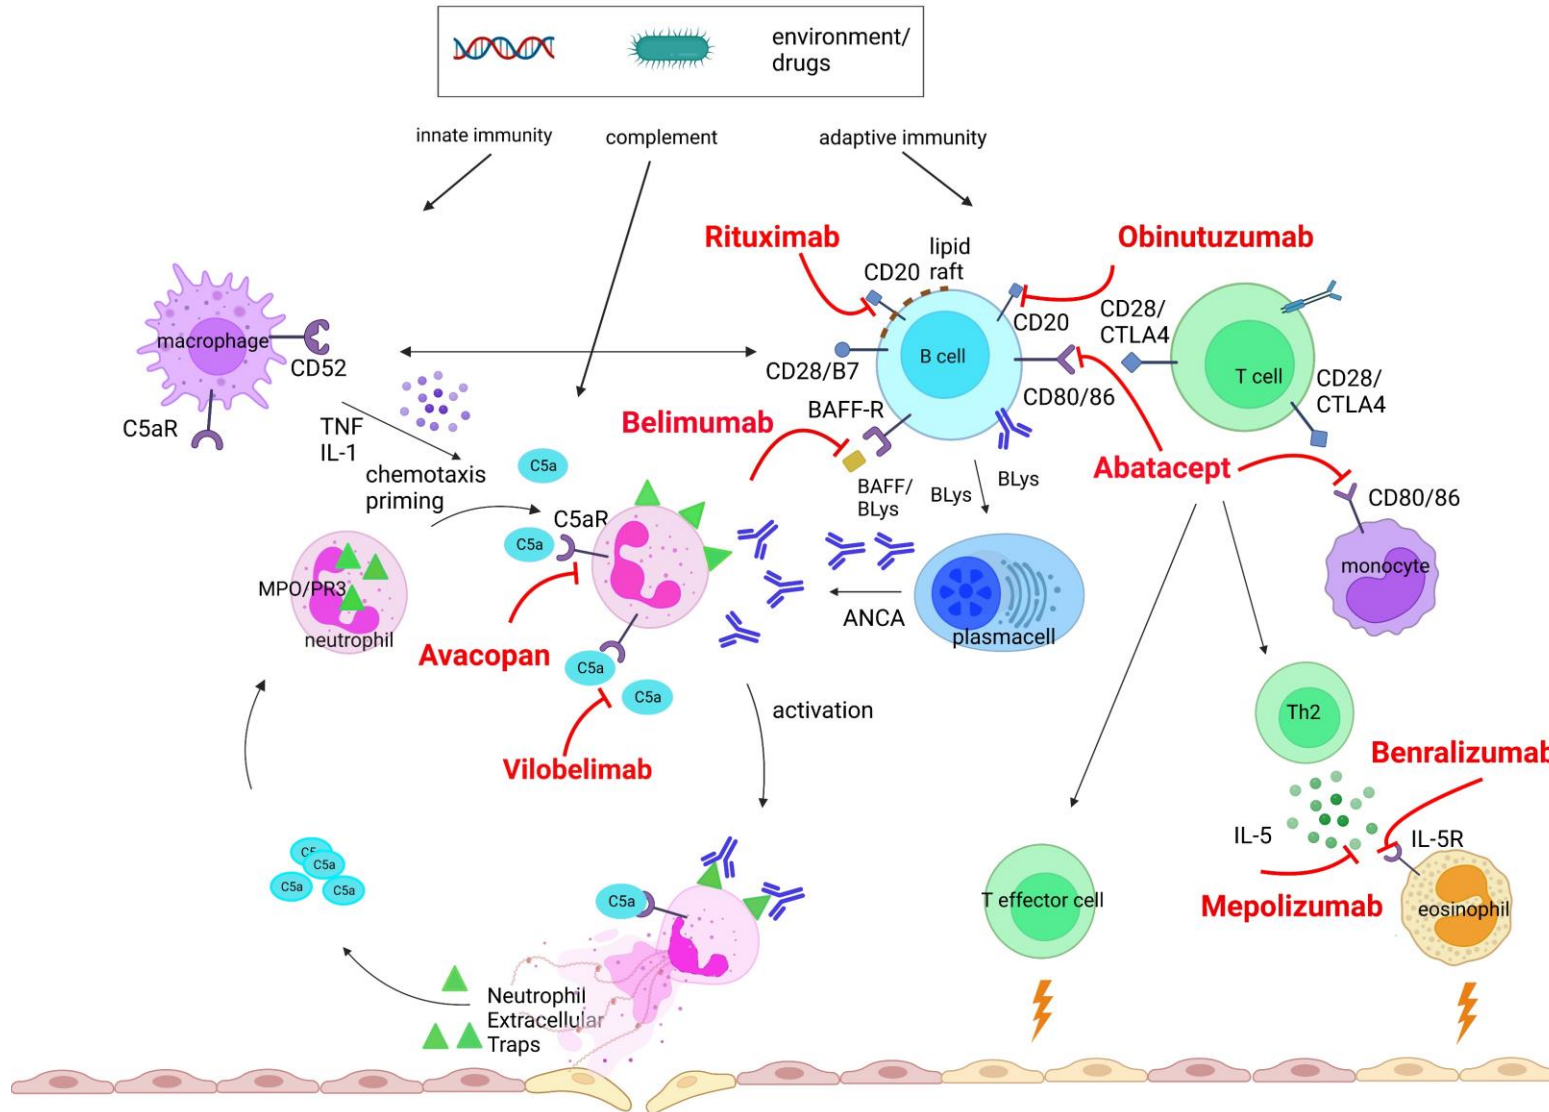 environment/
drugs
innate immunity
complement
adaptive immunity
Rituximab
lipid
raft
Obinutuzumab
CD20
CD28/
CTLA4
macrophage
CD52
CD20
B cell
CD28/B7
CD80/86
T cell
CD28/
CTLA4
C5aR
TNF
IL-1
chemotaxis
priming
Belimumab
BAFF-R
C5a
BAFF/
BLys
BLys
BLys
Abatacept
CD80/86
C5aR
C5a
MPO/PR3
neutrophil
ANCA
plasmacell
monocyte
Avacopan
C5a
C5a
activation
Vilobelimab
Th2
Benralizumab
IL-5
IL-5R
C5a
C5a
C5a
C5a
C5a
T effector cell
Mepolizumab
eosinophil
Neutrophil
Extracellular
Traps